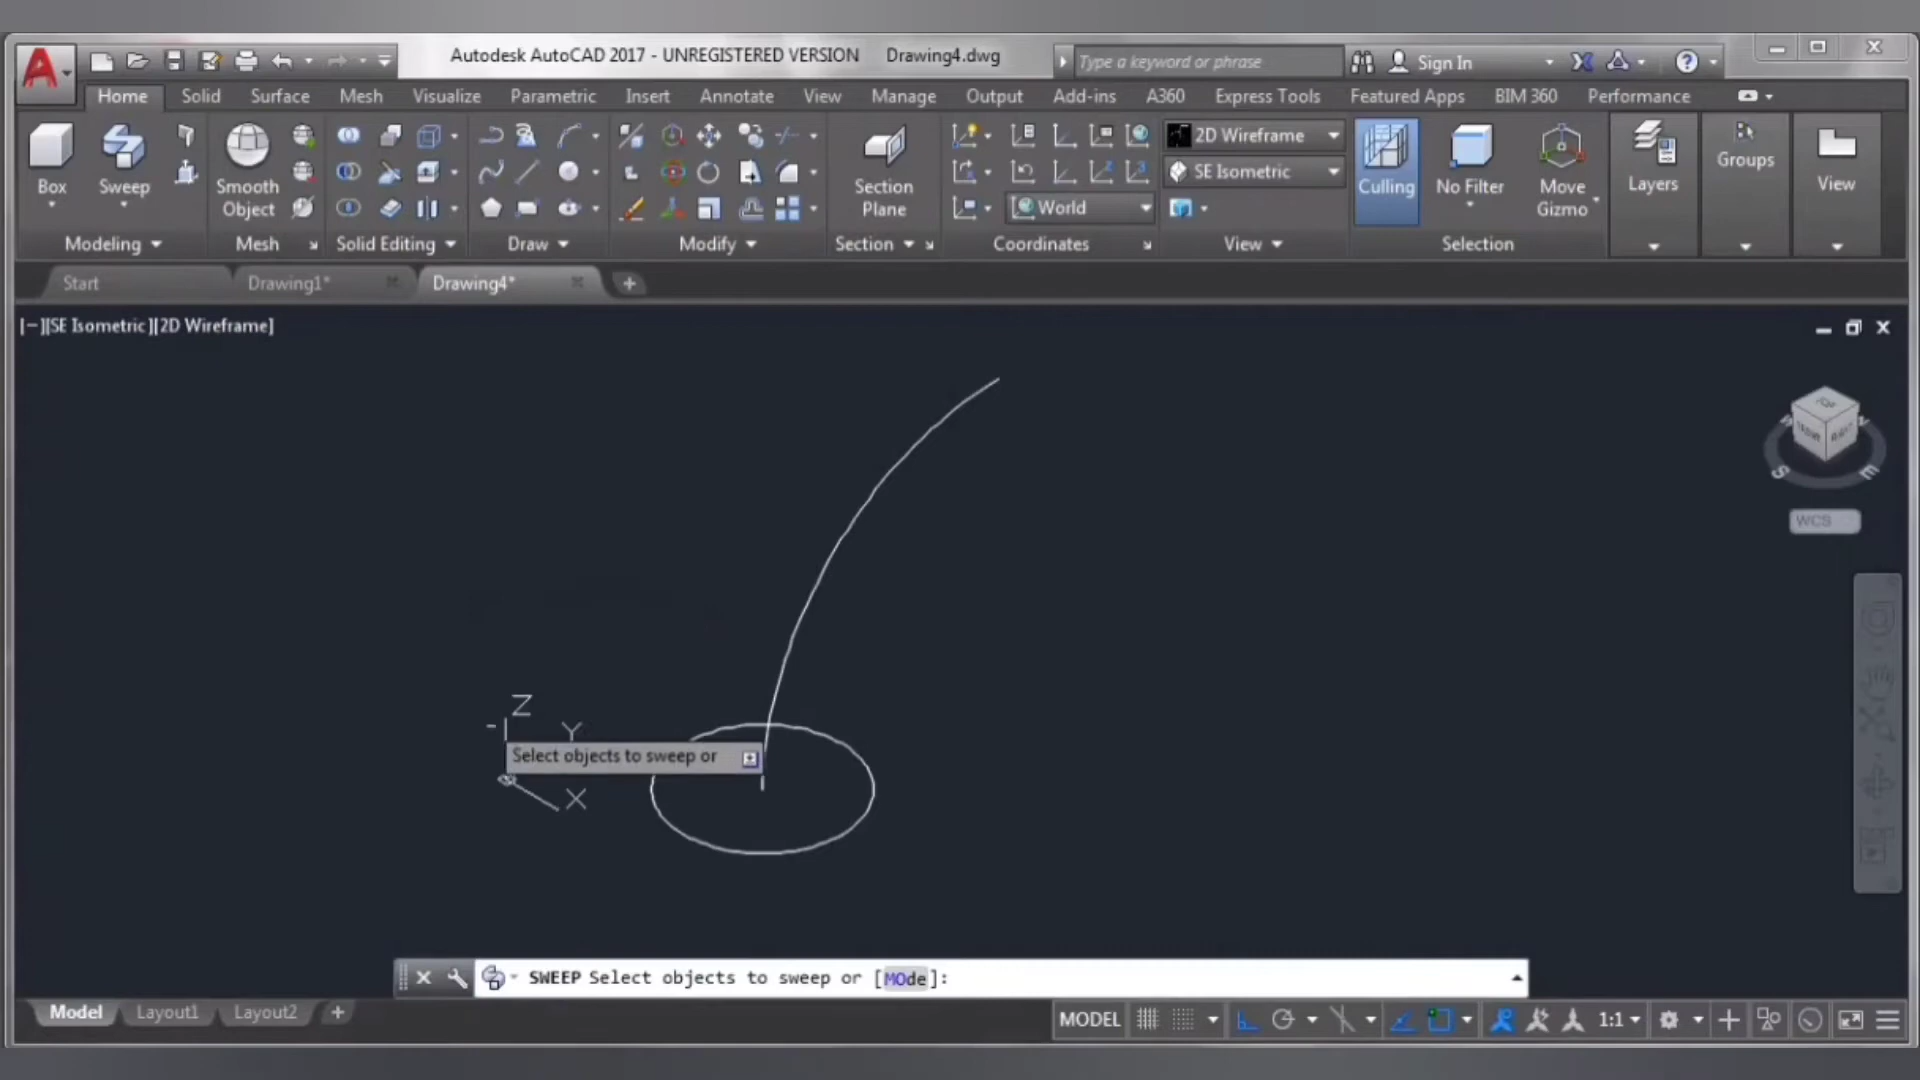 Autodesk AutoCAD 2017 - UNREGISTERED VERSION Drawing4.dwg
Type a keyword or phrase
Sign In
Home Solid Surface Mesh Visualize Parametric Insert Annotate View Manage Output Add-ins A360 Express Tools Featured Apps BIM 360 Performance
Box
Sweep
Smooth
Object
Section
Plane
World
2D Wireframe
SE Isometric
Culling
No Filter
Move
Gizmo
Layers
Groups
View
Modeling Mesh Solid Editing Draw Modify Section Coordinates View Selection
Start Drawing1* Drawing4*
[−][SE Isometric][2D Wireframe]
TOP
FRONT
RIGHT
S E
WCS
Z
Y
X
Select objects to sweep or
SWEEP Select objects to sweep or [MOde]:
Model Layout1 Layout2 +
MODEL 1:1